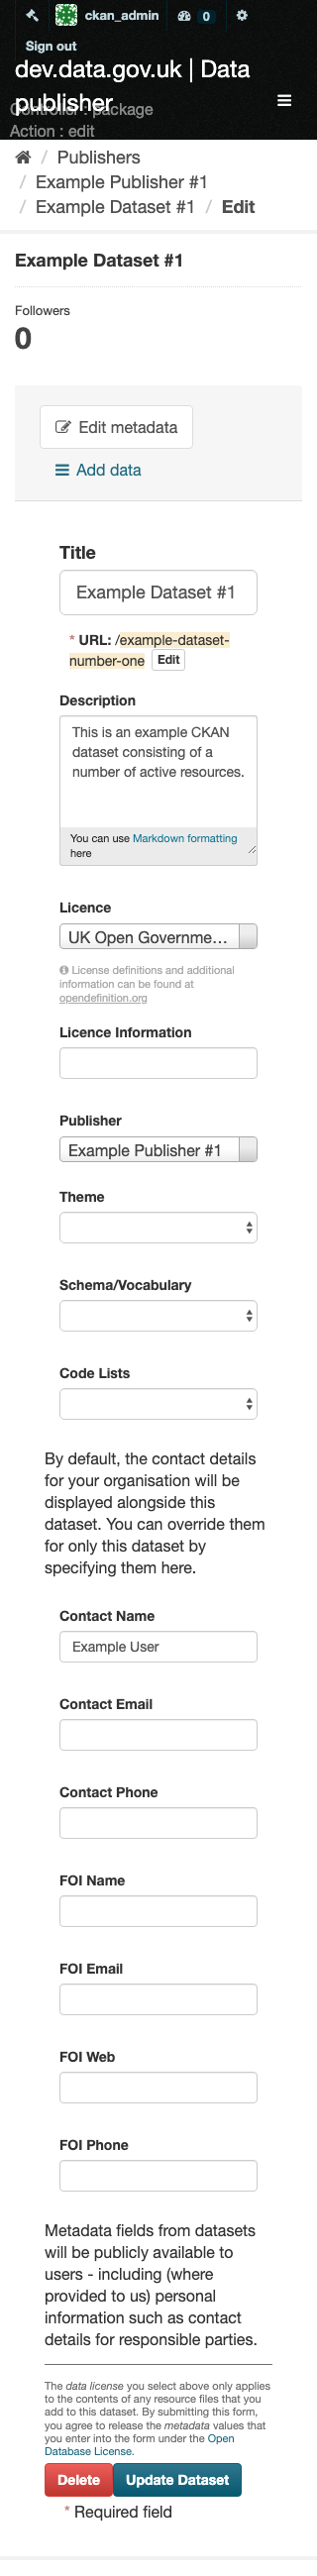 ckan_admin 0
Sign out
dev.data.gov.uk | Data
publisher
Controller : package
Action : edit
/ Publishers
/ Example Publisher #1
/ Example Dataset #1 / Edit
Example Dataset #1
Followers
0
Edit metadata
Add data
Title
Example Dataset #1
* URL: /example-dataset-
number-one Edit
Description
This is an example CKAN
dataset consisting of a
number of active resources.
You can use Markdown formatting
here
Licence
UK Open Governme...
License definitions and additional
information can be found at
opendefinition.org
Licence Information
Publisher
Example Publisher #1
Theme
Schema/Vocabulary
Code Lists
By default, the contact details
for your organisation will be
displayed alongside this
dataset. You can override them
for only this dataset by
specifying them here.
Contact Name
Example User
Contact Email
Contact Phone
FOI Name
FOI Email
FOI Web
FOI Phone
Metadata fields from datasets
will be publicly available to
users - including (where
provided to us) personal
information such as contact
details for responsible parties.
The data license you select above only applies
to the contents of any resource files that you
add to this dataset. By submitting this form,
you agree to release the metadata values that
you enter into the form under the Open
Database License.
Delete Update Dataset
* Required field